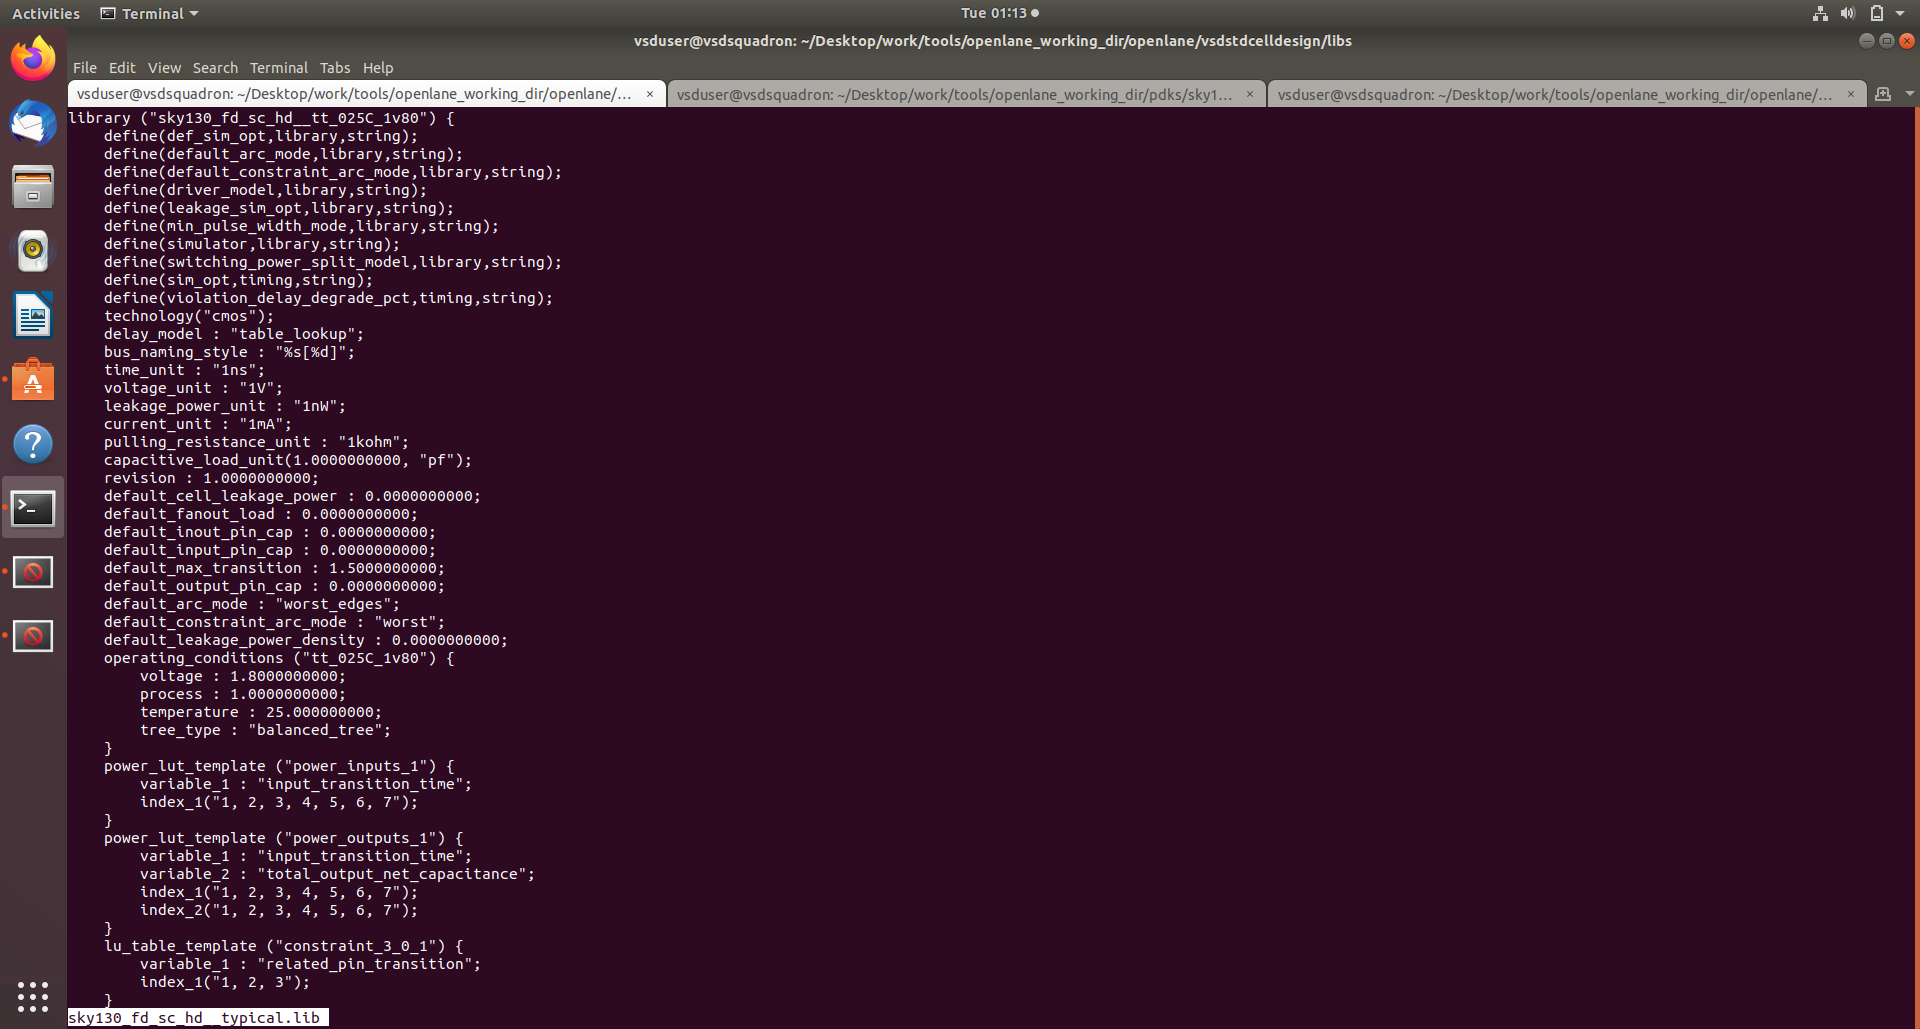 Activities Terminal Tue 01:13
vsduser@vsdsquadron: ~/Desktop/work/tools/openlane_working_dir/openlane/vsdstdcelldesign/libs
File Edit View Search Terminal Tabs Help
vsduser@vsdsquadron: ~/Desktop/work/tools/openlane_working_dir/openlane/... × vsduser@vsdsquadron: ~/Desktop/work/tools/openlane_working_dir/pdks/sky1... × vsduser@vsdsquadron: ~/Desktop/work/tools/openlane_working_dir/openlane/... ×
library ("sky130_fd_sc_hd__tt_025C_1v80") {
    define(def_sim_opt,library,string);
    define(default_arc_mode,library,string);
    define(default_constraint_arc_mode,library,string);
    define(driver_model,library,string);
    define(leakage_sim_opt,library,string);
    define(min_pulse_width_mode,library,string);
    define(simulator,library,string);
    define(switching_power_split_model,library,string);
    define(sim_opt,timing,string);
    define(violation_delay_degrade_pct,timing,string);
    technology("cmos");
    delay_model : "table_lookup";
    bus_naming_style : "%s[%d]";
    time_unit : "1ns";
    voltage_unit : "1V";
    leakage_power_unit : "1nW";
    current_unit : "1mA";
    pulling_resistance_unit : "1kohm";
    capacitive_load_unit(1.0000000000, "pf");
    revision : 1.0000000000;
    default_cell_leakage_power : 0.0000000000;
    default_fanout_load : 0.0000000000;
    default_inout_pin_cap : 0.0000000000;
    default_input_pin_cap : 0.0000000000;
    default_max_transition : 1.5000000000;
    default_output_pin_cap : 0.0000000000;
    default_arc_mode : "worst_edges";
    default_constraint_arc_mode : "worst";
    default_leakage_power_density : 0.0000000000;
    operating_conditions ("tt_025C_1v80") {
        voltage : 1.8000000000;
        process : 1.0000000000;
        temperature : 25.000000000;
        tree_type : "balanced_tree";
    }
    power_lut_template ("power_inputs_1") {
        variable_1 : "input_transition_time";
        index_1("1, 2, 3, 4, 5, 6, 7");
    }
    power_lut_template ("power_outputs_1") {
        variable_1 : "input_transition_time";
        variable_2 : "total_output_net_capacitance";
        index_1("1, 2, 3, 4, 5, 6, 7");
        index_2("1, 2, 3, 4, 5, 6, 7");
    }
    lu_table_template ("constraint_3_0_1") {
        variable_1 : "related_pin_transition";
        index_1("1, 2, 3");
    }
sky130_fd_sc_hd__typical.lib